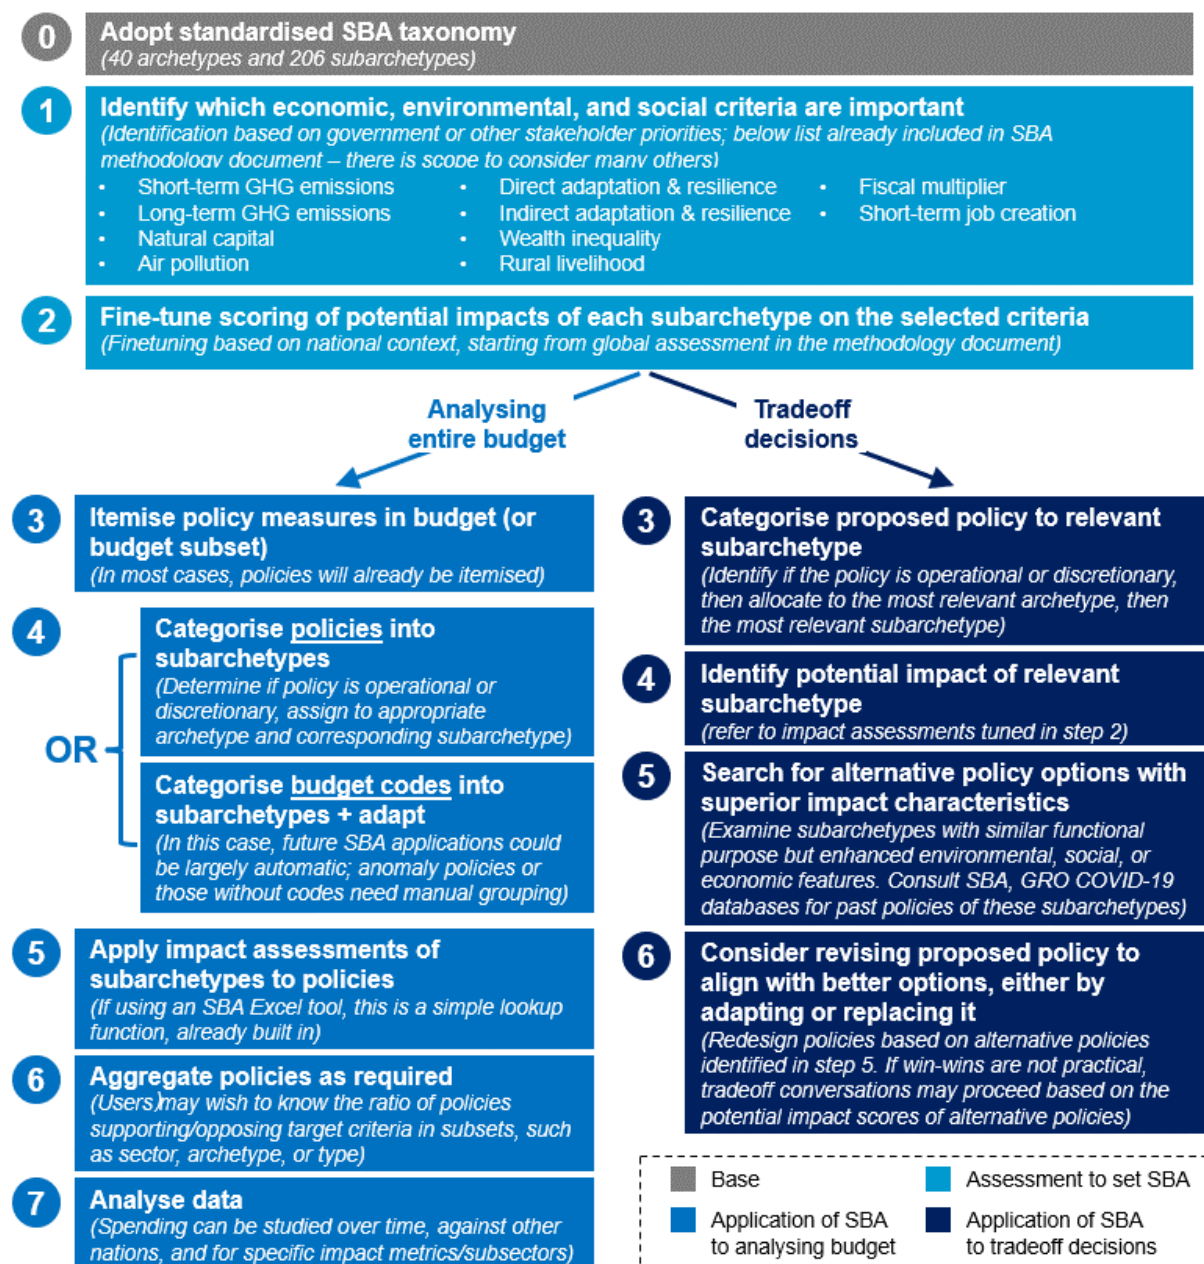 0
Adopt standardised SBA taxonomy
(40 archetypes and 206 subarchetypes)
1
Identify which economic, environmental, and social criteria are important
(Identification based on government or other stakeholder priorities; below list already included in SBA
methodology document – there is scope to consider many others)
• Short-term GHG emissions
• Long-term GHG emissions
• Natural capital
• Air pollution
• Direct adaptation & resilience
• Indirect adaptation & resilience
• Wealth inequality
• Rural livelihood
• Fiscal multiplier
• Short-term job creation
2
Fine-tune scoring of potential impacts of each subarchetype on the selected criteria
(Finetuning based on national context, starting from global assessment in the methodology document)
Analysing
entire budget
Tradeoff
decisions
3
Itemise policy measures in budget (or
budget subset)
(In most cases, policies will already be itemised)
4
OR
Categorise policies into
subarchetypes
(Determine if policy is operational or
discretionary, assign to appropriate
archetype and corresponding subarchetype)
Categorise budget codes into
subarchetypes + adapt
(In this case, future SBA applications could
be largely automatic; anomaly policies or
those without codes need manual grouping)
5
Apply impact assessments of
subarchetypes to policies
(If using an SBA Excel tool, this is a simple lookup
function, already built in)
6
Aggregate policies as required
(Users)may wish to know the ratio of policies
supporting/opposing target criteria in subsets, such
as sector, archetype, or type)
7
Analyse data
(Spending can be studied over time, against other
nations, and for specific impact metrics/subsectors)
3
Categorise proposed policy to relevant
subarchetype
(Identify if the policy is operational or discretionary,
then allocate to the most relevant archetype, then
the most relevant subarchetype)
4
Identify potential impact of relevant
subarchetype
(refer to impact assessments tuned in step 2)
5
Search for alternative policy options with
superior impact characteristics
(Examine subarchetypes with similar functional
purpose but enhanced environmental, social, or
economic features. Consult SBA, GRO COVID-19
databases for past policies of these subarchetypes)
6
Consider revising proposed policy to
align with better options, either by
adapting or replacing it
(Redesign policies based on alternative policies
identified in step 5. If win-wins are not practical,
tradeoff conversations may proceed based on the
potential impact scores of alternative policies)
Base
Assessment to set SBA
Application of SBA
to analysing budget
Application of SBA
to tradeoff decisions